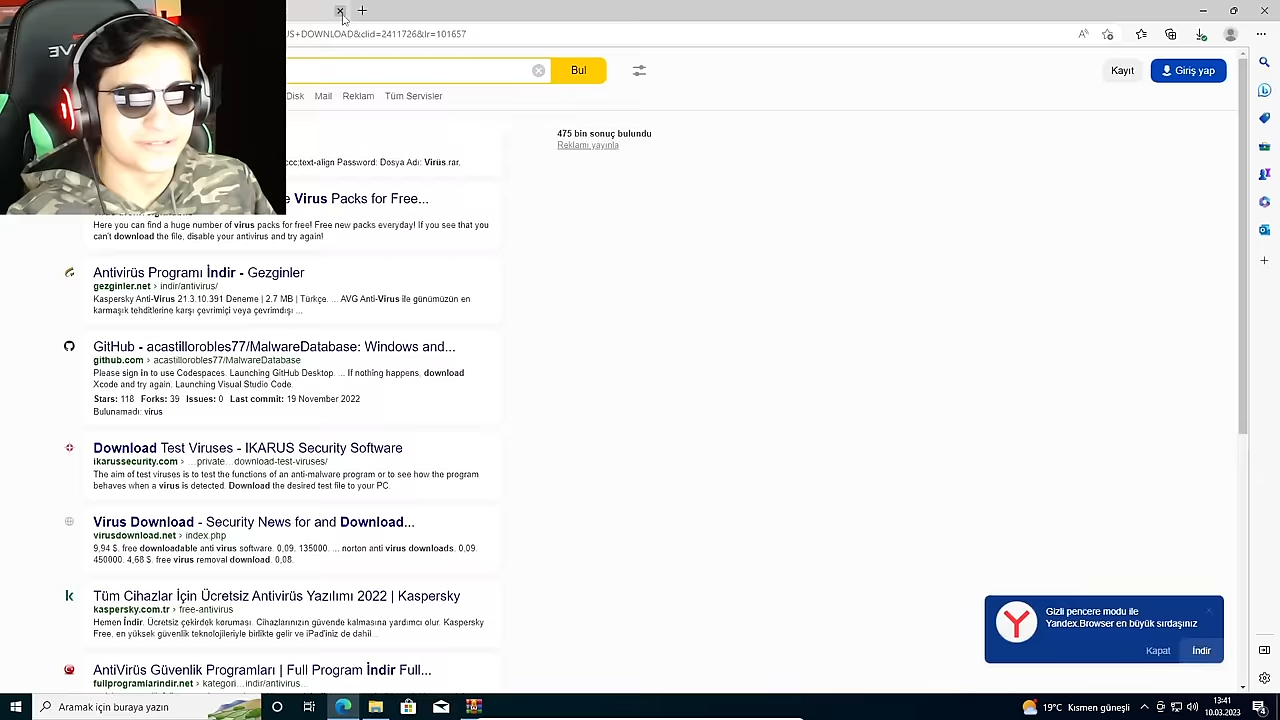 US+DOWNLOAD&clid=2411726&lr=101657
Bul
Kayıt
Giriş yap
Disk Mail Reklam Tüm Servisler
475 bin sonuç bulundu
Reklamı yayınla
ccc;text-align Password: Dosya Adı: Virüs rar,
Virus Packs for Free...
Here you can find a huge number of virus packs for free! Free new packs everyday! If you see that you
can't download the file, disable your antivirus and try again!
Antivirüs Programı İndir - Gezginler
gezginler.net › indir/antivirus/
Kaspersky Anti-Virus 21.3.10.391 Deneme | 2.7 MB | Türkçe. ... AVG Anti-Virus ile günümüzün en
karmaşık tehditlerine karşı çevrimiçi veya çevrimdışı ...
GitHub - acastillorobles77/MalwareDatabase: Windows and...
github.com › acastillorobles77/MalwareDatabase
Please sign in to use Codespaces. Launching GitHub Desktop. ... If nothing happens, download
Xcode and try again. Launching Visual Studio Code.
Stars: 118 Forks: 39 Issues: 0 Last commit: 19 November 2022
Bulunamadı: virus
Download Test Viruses - IKARUS Security Software
ikarussecurity.com › ...private...download-test-viruses/
The aim of test viruses is to test the functions of an anti-malware program or to see how the program
behaves when a virus is detected. Download the desired test file to your PC.
Virus Download - Security News for and Download...
virusdownload.net › index.php
9,94 $. free downloadable anti virus software. 0,09. 135000. ... norton anti virus downloads. 0,09.
450000. 4,68 $. free virus removal download. 0,08.
Tüm Cihazlar İçin Ücretsiz Antivirüs Yazılımı 2022 | Kaspersky
kaspersky.com.tr › free-antivirus
Hemen İndir. Ücretsiz çekirdek koruması. Cihazlarınızın güvende kalmasına yardımcı olur. Kaspersky
Free, en yüksek güvenlik teknolojileriyle birlikte gelir ve iPad'iniz de dahil...
AntiVirüs Güvenlik Programları | Full Program İndir Full...
fullprogramlarindir.net › kategori...indir/antivirus...
Gizli pencere modu ile
Yandex.Browser en büyük sırdaşınız
Kapat İndir
Aramak için buraya yazın
19°C Kısmen güneşli
13:41
10.03.2023